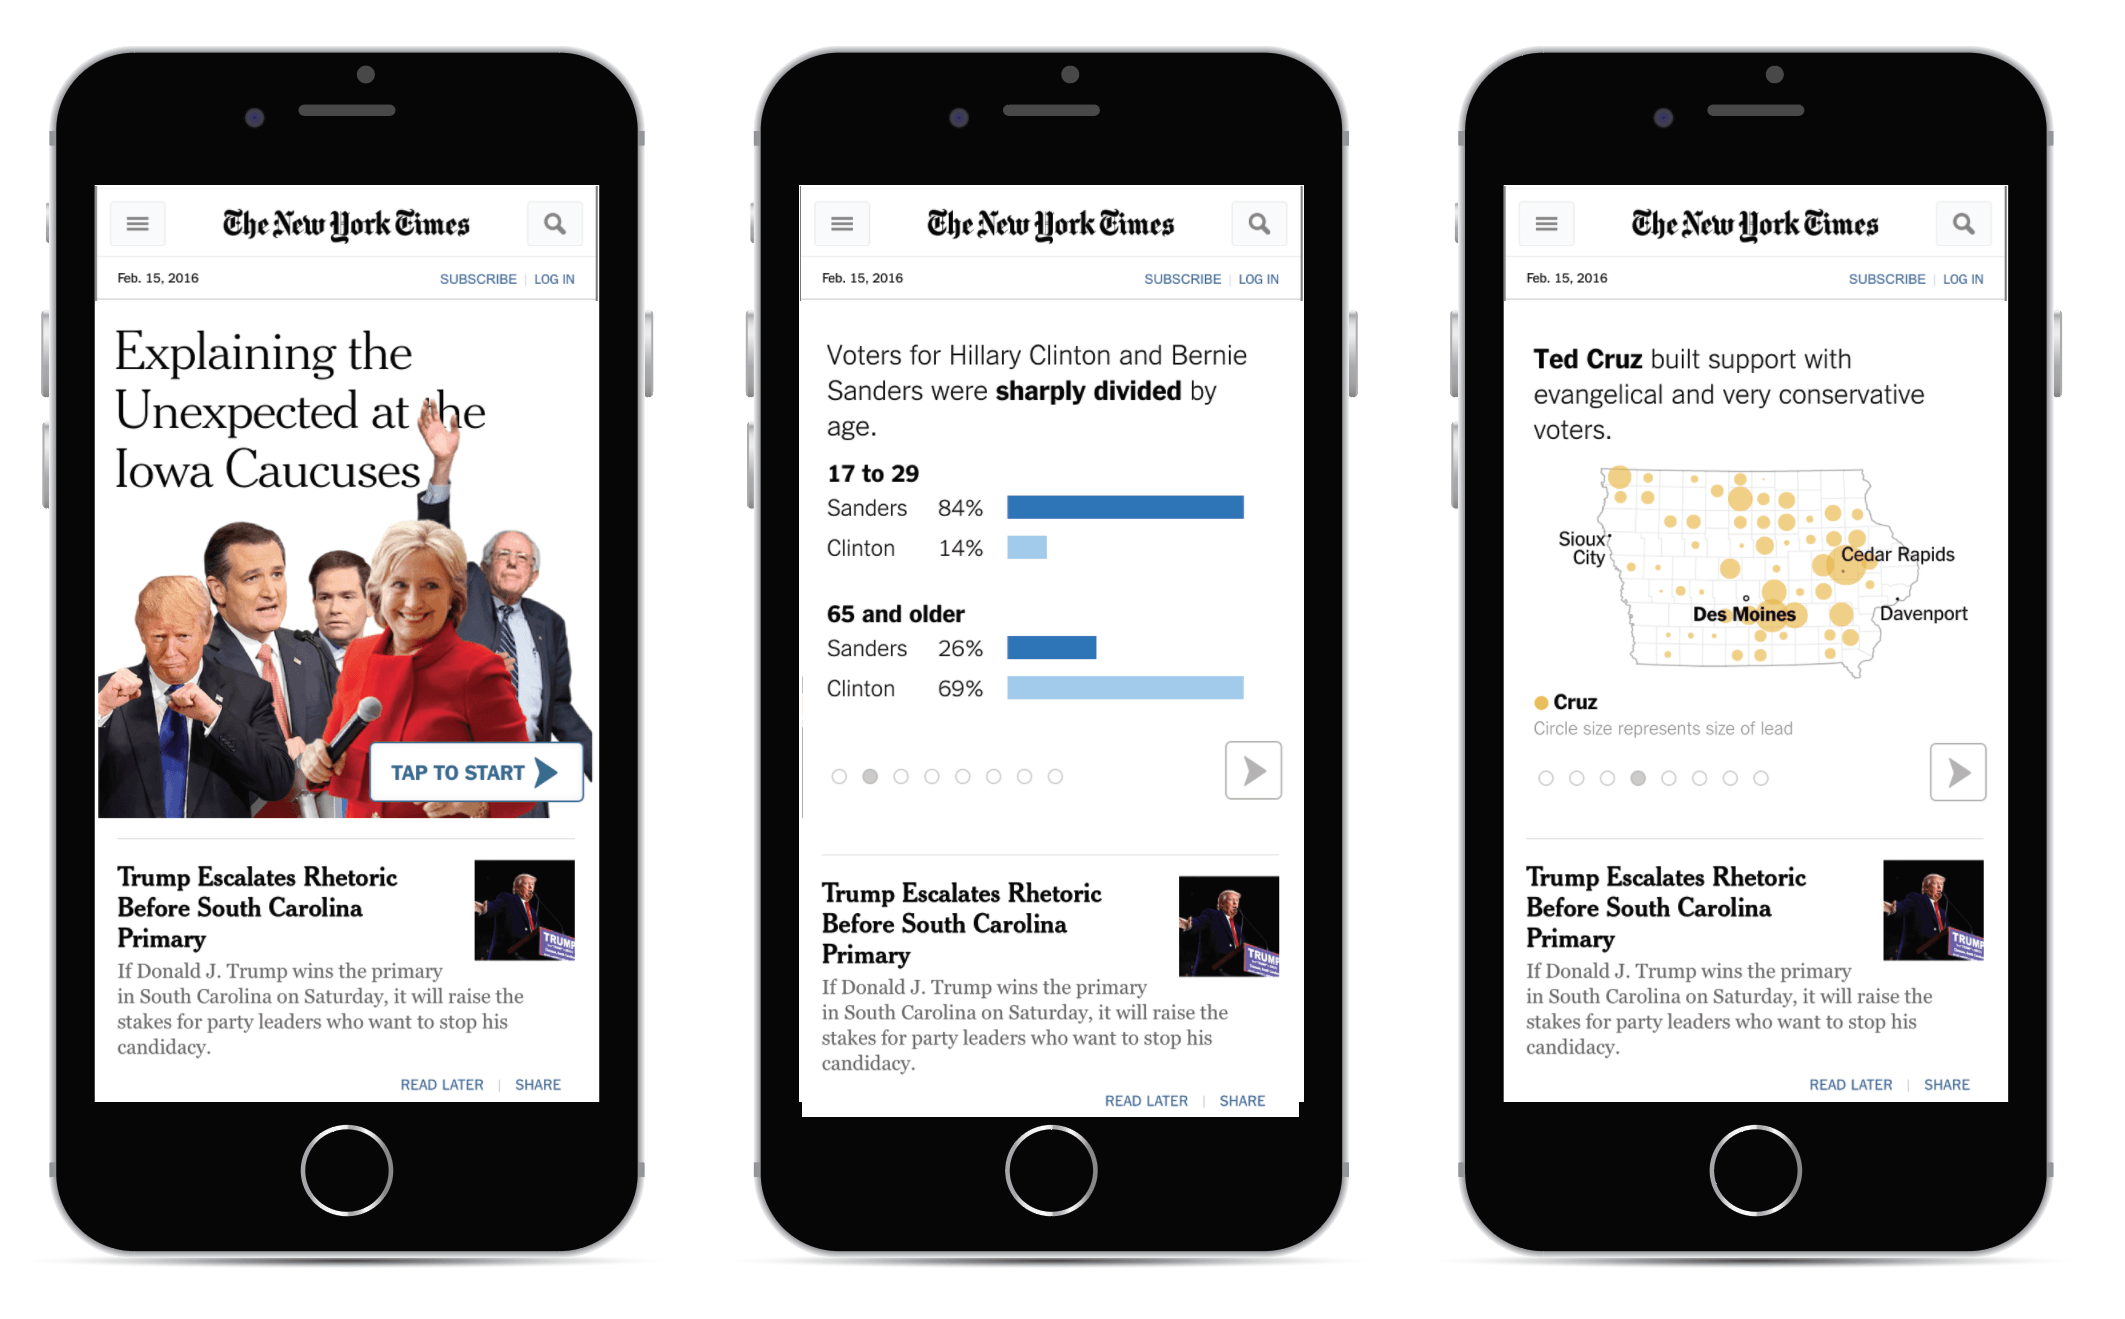 The New York Times
Feb. 15, 2016 SUBSCRIBE | LOG IN
Explaining the
Unexpected at the
Iowa Caucuses
TAP TO START
Trump Escalates Rhetoric
Before South Carolina
Primary
TRUMP
If Donald J. Trump wins the primary
in South Carolina on Saturday, it will raise the
stakes for party leaders who want to stop his
candidacy.
READ LATER | SHARE
The New York Times
Feb. 15, 2016 SUBSCRIBE | LOG IN
Voters for Hillary Clinton and Bernie
Sanders were sharply divided by
age.
17 to 29
Sanders 84%
Clinton 14%
65 and older
Sanders 26%
Clinton 69%
Trump Escalates Rhetoric
Before South Carolina
Primary
TRUMP
If Donald J. Trump wins the primary
in South Carolina on Saturday, it will raise the
stakes for party leaders who want to stop his
candidacy.
READ LATER | SHARE
The New York Times
Feb. 15, 2016 SUBSCRIBE | LOG IN
Ted Cruz built support with
evangelical and very conservative
voters.
Sioux
City
Cedar Rapids
Des Moines
Davenport
Cruz
Circle size represents size of lead
Trump Escalates Rhetoric
Before South Carolina
Primary
TRUMP
If Donald J. Trump wins the primary
in South Carolina on Saturday, it will raise the
stakes for party leaders who want to stop his
candidacy.
READ LATER | SHARE